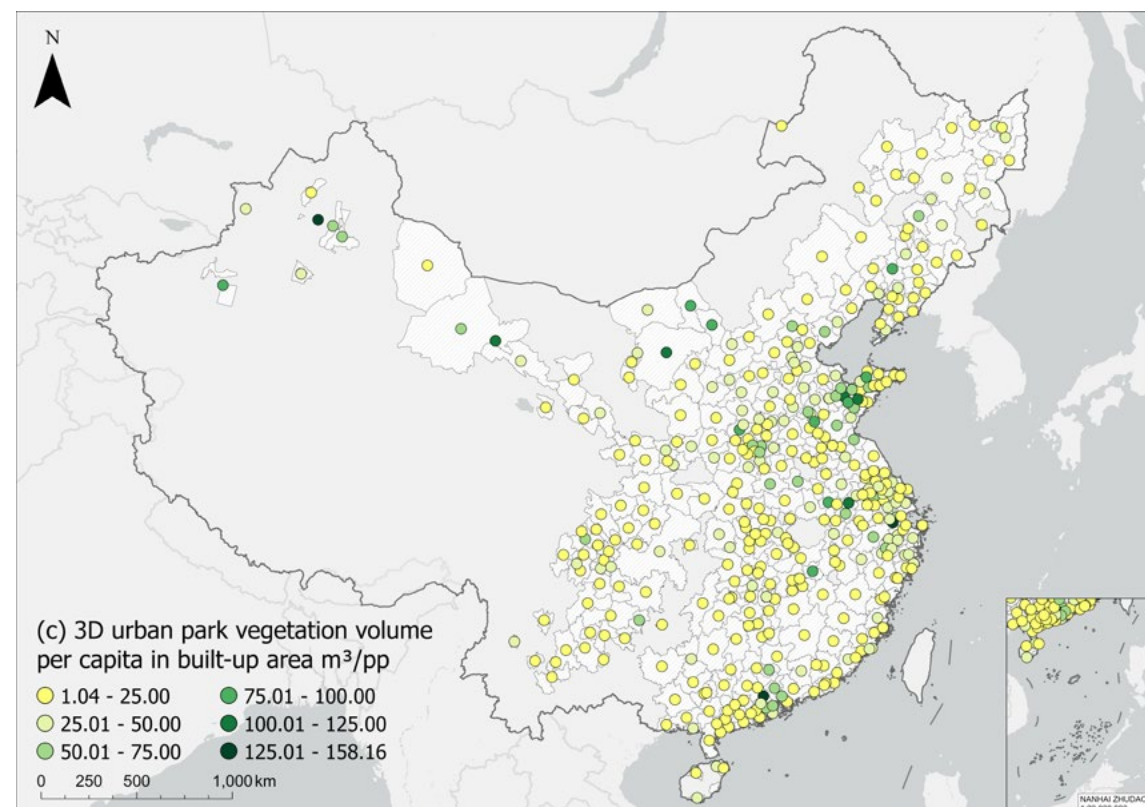 N
(c) 3D urban park vegetation volume
per capita in built-up area m³/pp
1.04 - 25.00
25.01 - 50.00
50.01 - 75.00
75.01 - 100.00
100.01 - 125.00
125.01 - 158.16
0 250 500 1,000 km
NANHAI ZHUDAO